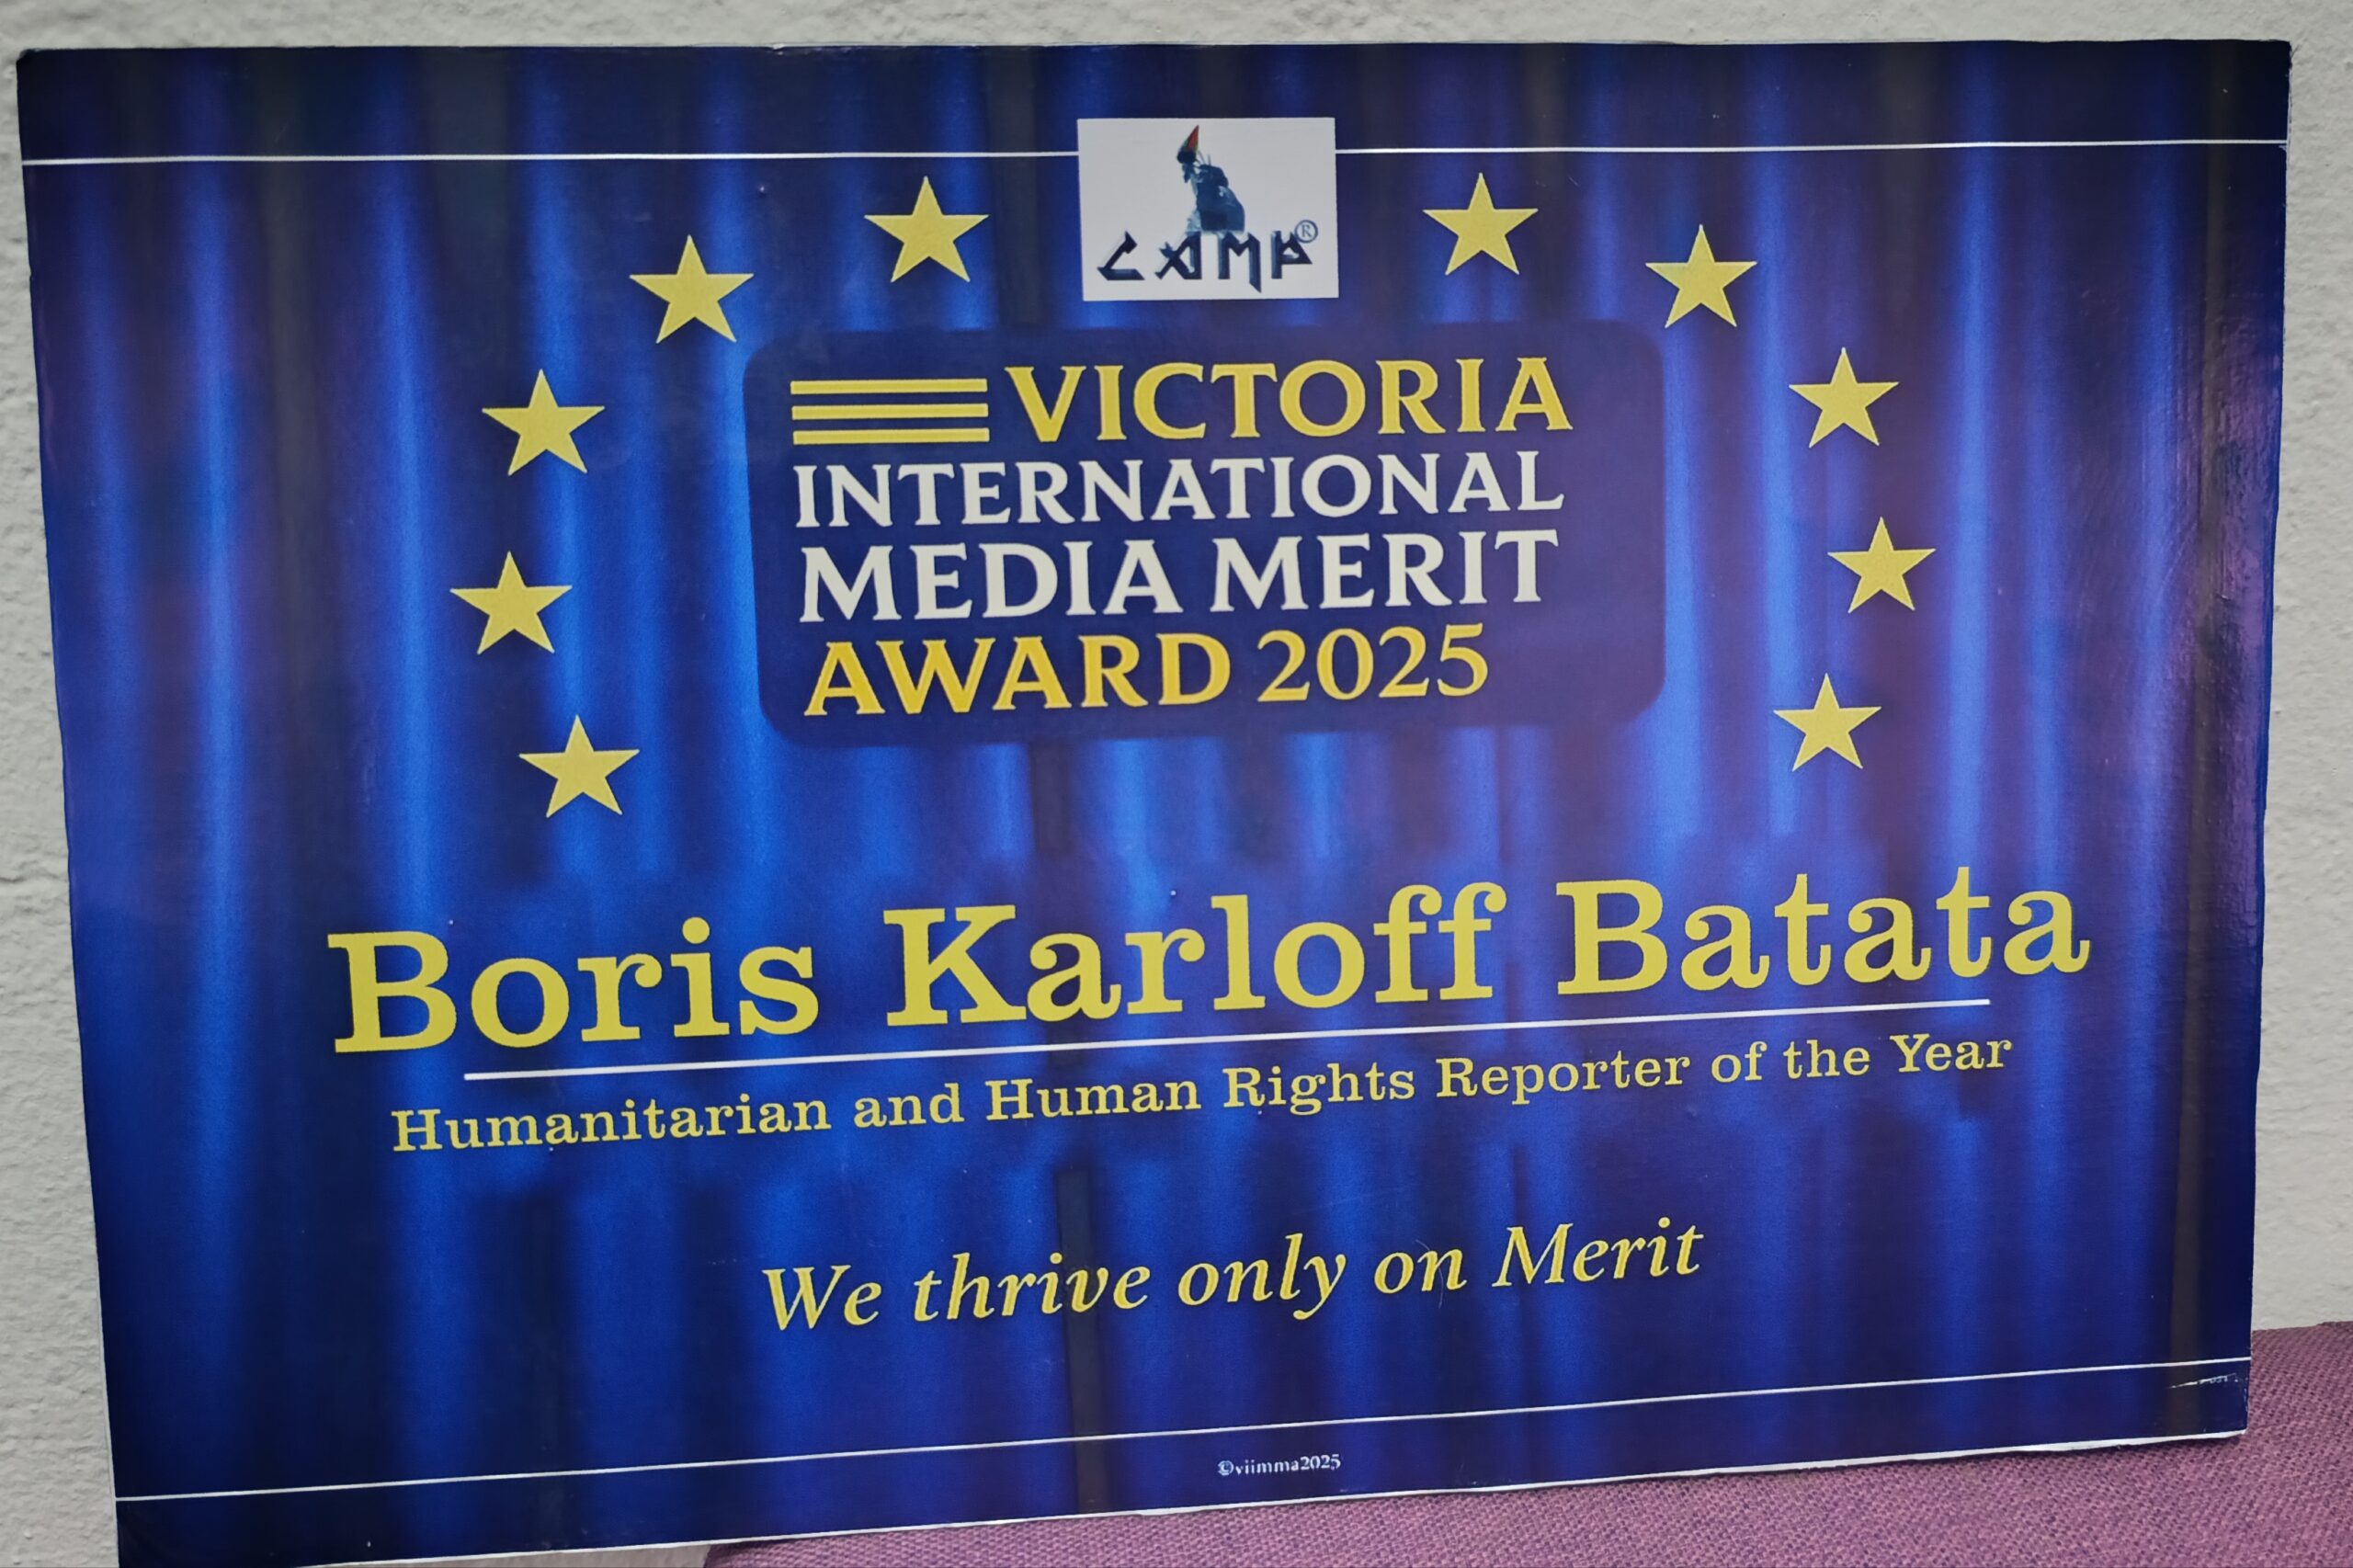 CAMP®
VICTORIA
INTERNATIONAL
MEDIA MERIT
AWARD 2025
Boris Karloff Batata
Humanitarian and Human Rights Reporter of the Year
We thrive only on Merit
©viimma2025